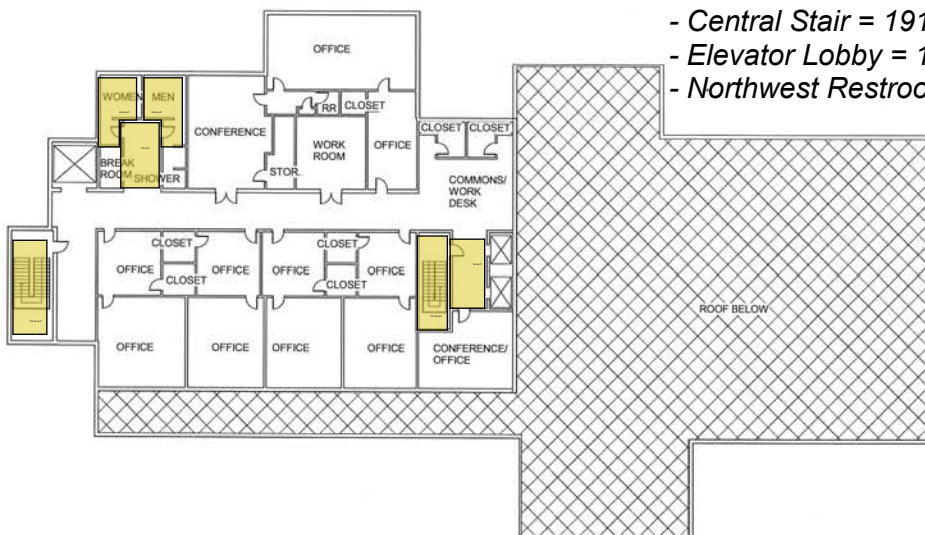 - Central Stair = 191
- Elevator Lobby = 1
- Northwest Restroo
OFFICE
WOMEN
MEN
RR
CLOSET
CONFERENCE
WORK
ROOM
OFFICE
CLOSET
CLOSET
BREAK
ROOM
SHOWER
STOR.
COMMONS/
WORK
DESK
CLOSET
CLOSET
OFFICE
OFFICE
OFFICE
OFFICE
CLOSET
CLOSET
ROOF BELOW
OFFICE
OFFICE
OFFICE
OFFICE
CONFERENCE/
OFFICE